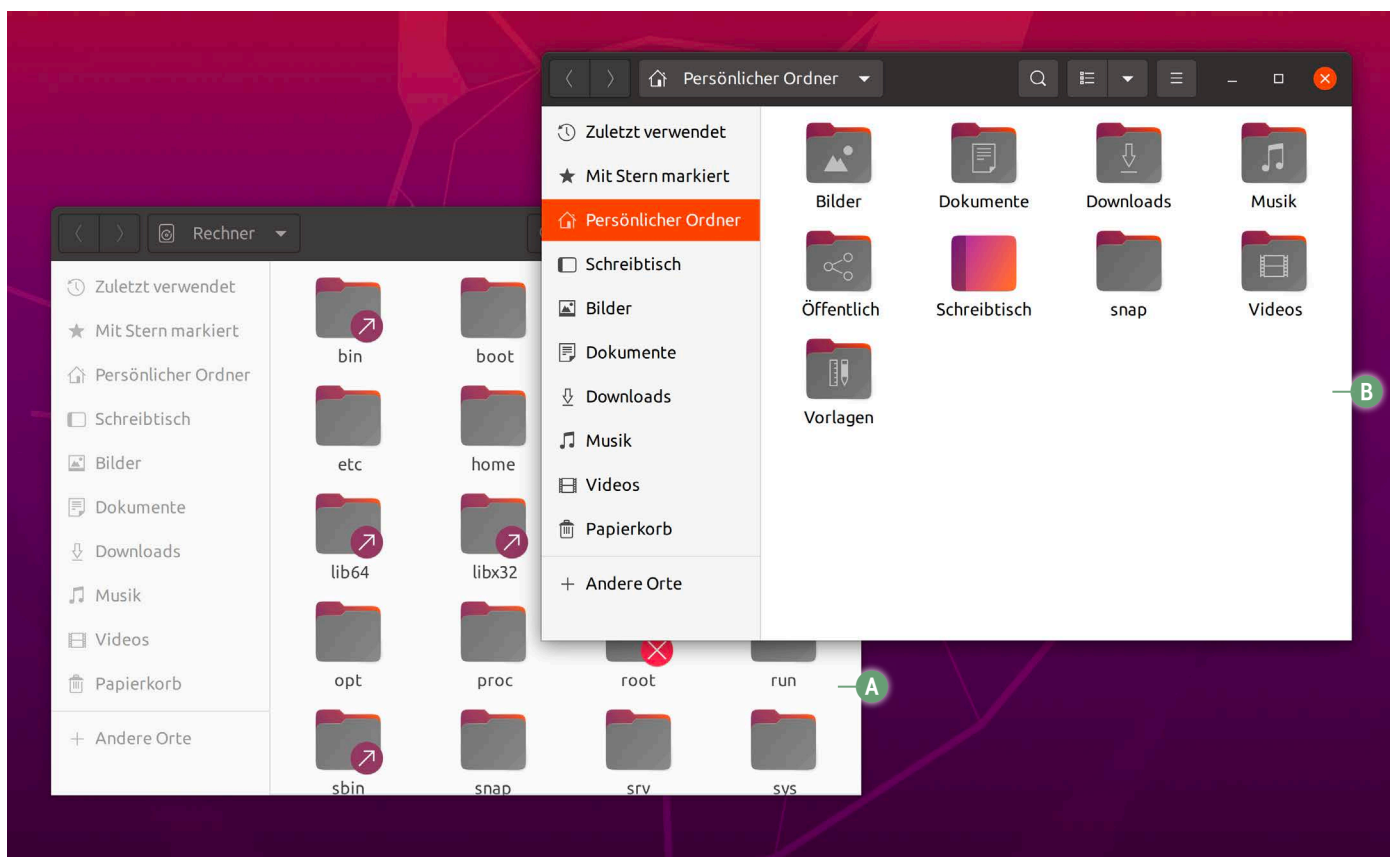 Persönlicher Ordner
Zuletzt verwendet
Mit Stern markiert
Persönlicher Ordner
Schreibtisch
Bilder
Dokumente
Downloads
Musik
Videos
Papierkorb
Andere Orte
Bilder
Dokumente
Downloads
Musik
Öffentlich
Schreibtisch
snap
Videos
Vorlagen
B
Rechner
Zuletzt verwendet
Mit Stern markiert
Persönlicher Ordner
Schreibtisch
Bilder
Dokumente
Downloads
Musik
Videos
Papierkorb
Andere Orte
bin
boot
etc
home
lib64
libx32
opt
proc
root
run
sbin
snap
srv
sys
A